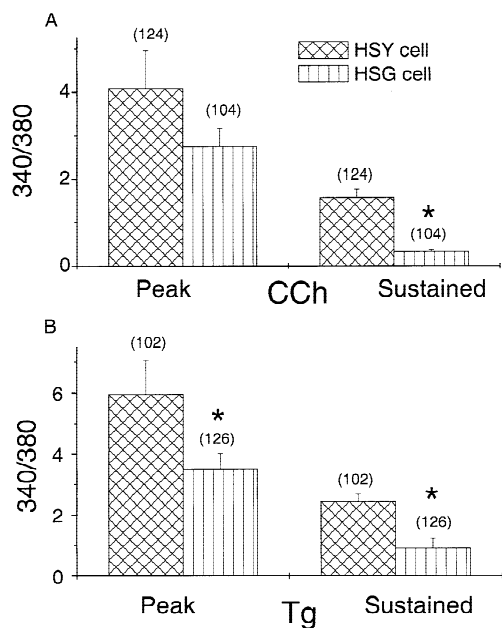 A
(124)
HSY cell
HSG cell
4
(104)
340/380
2
(124)
*
(104)
0
Peak
CCh
Sustained
B
(102)
6
*
(126)
340/380
4
(102)
*
2
(126)
0
Peak
Tg
Sustained